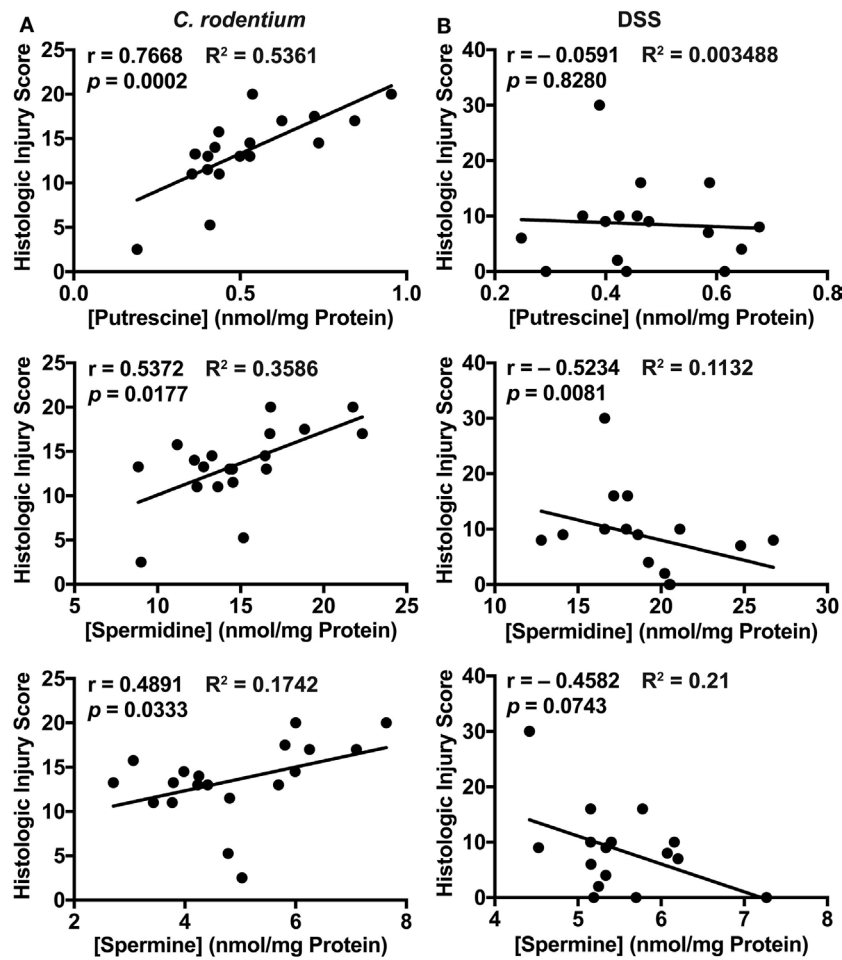 A
C. rodentium
r = 0.7668 R² = 0.5361
p = 0.0002
Histologic Injury Score
25
20
15
10
5
0
0.0 0.5 1.0
[Putrescine] (nmol/mg Protein)
B
DSS
r = – 0.0591 R² = 0.003488
p = 0.8280
Histologic Injury Score
40
30
20
10
0
0.2 0.4 0.6 0.8
[Putrescine] (nmol/mg Protein)
r = 0.5372 R² = 0.3586
p = 0.0177
Histologic Injury Score
25
20
15
10
5
0
5 10 15 20 25
[Spermidine] (nmol/mg Protein)
r = – 0.5234 R² = 0.1132
p = 0.0081
Histologic Injury Score
40
30
20
10
0
10 15 20 25 30
[Spermidine] (nmol/mg Protein)
r = 0.4891 R² = 0.1742
p = 0.0333
Histologic Injury Score
25
20
15
10
5
0
2 4 6 8
[Spermine] (nmol/mg Protein)
r = – 0.4582 R² = 0.21
p = 0.0743
Histologic Injury Score
40
30
20
10
0
4 5 6 7 8
[Spermine] (nmol/mg Protein)